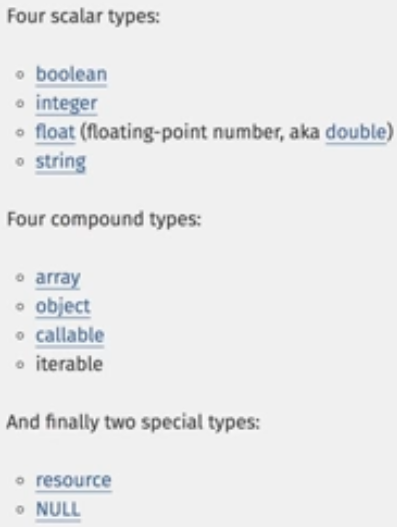 Four scalar types:
boolean
integer
float (floating-point number, aka double)
string
Four compound types:
array
object
callable
iterable
And finally two special types:
resource
NULL